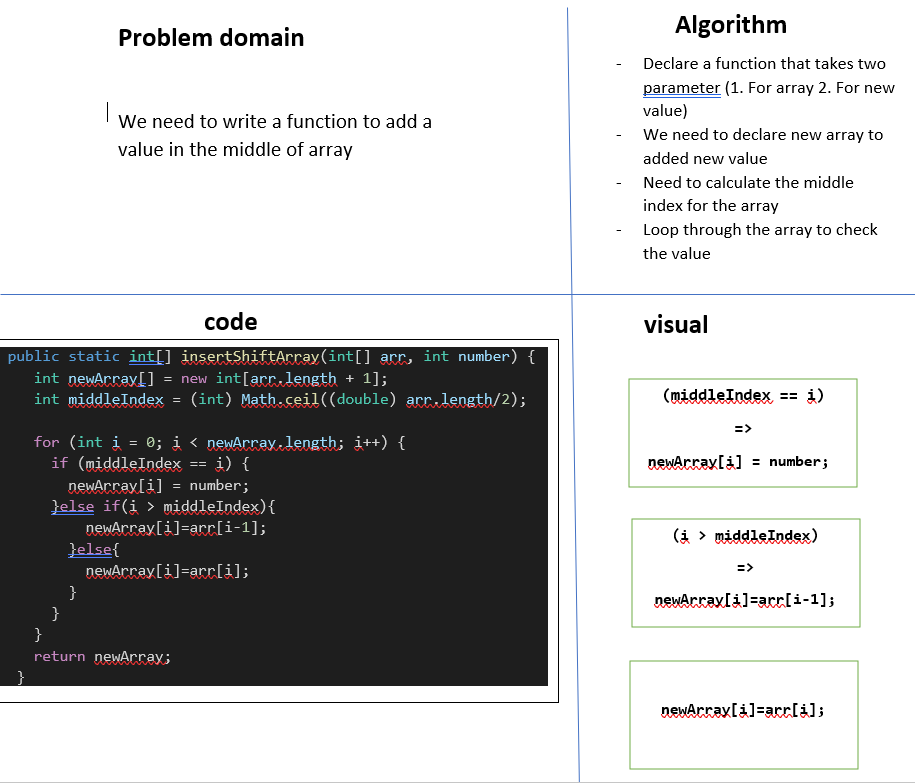 Problem domain
We need to write a function to add a
value in the middle of array
Algorithm
- Declare a function that takes two
parameter (1. For array 2. For new
value)
- We need to declare new array to
added new value
- Need to calculate the middle
index for the array
- Loop through the array to check
the value
code
public static int[] insertShiftArray(int[] arr, int number) {
int newArray[] = new int[arr.length + 1];
int middleIndex = (int) Math.ceil((double) arr.length/2);
for (int i = 0; i < newArray.length; i++) {
if (middleIndex == i) {
newArray[i] = number;
}else if(i > middleIndex){
newArray[i]=arr[i-1];
}else{
newArray[i]=arr[i];
}
}
}
return newArray;
}
visual
(middleIndex == i)
=>
newArray[i] = number;
(i > middleIndex)
=>
newArray[i]=arr[i-1];
newArray[i]=arr[i];